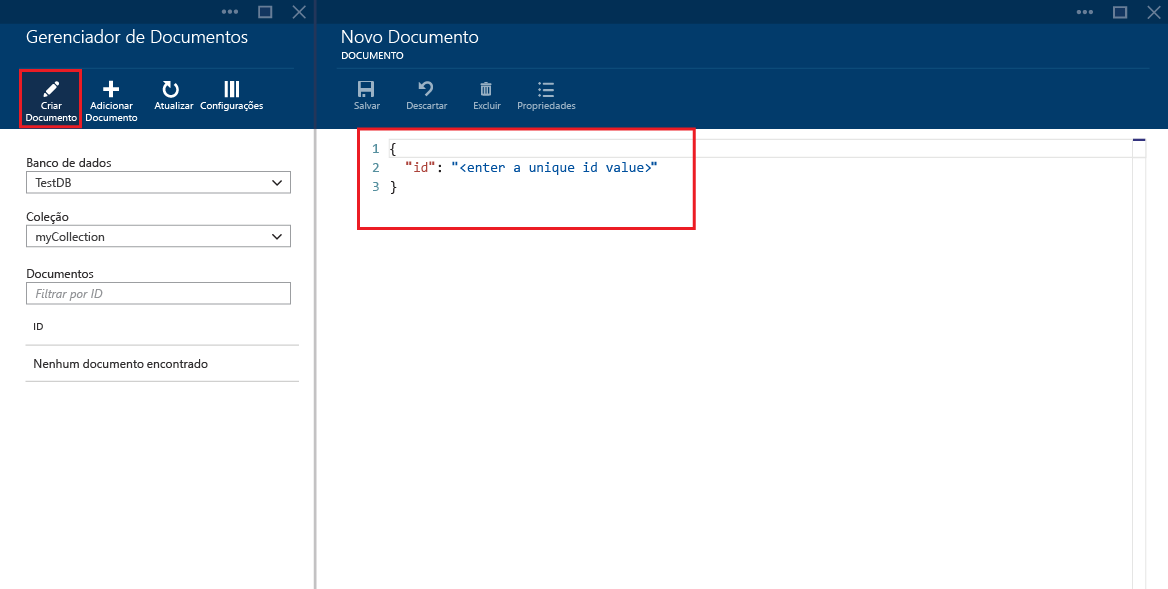 Gerenciador de Documentos
Criar Documento
Adicionar Documento
Atualizar
Configurações
Banco de dados
TestDB
Coleção
myCollection
Documentos
Filtrar por ID
ID
Nenhum documento encontrado
Novo Documento
DOCUMENTO
Salvar
Descartar
Excluir
Propriedades
1 {
2 "id": "<enter a unique id value>"
3 }